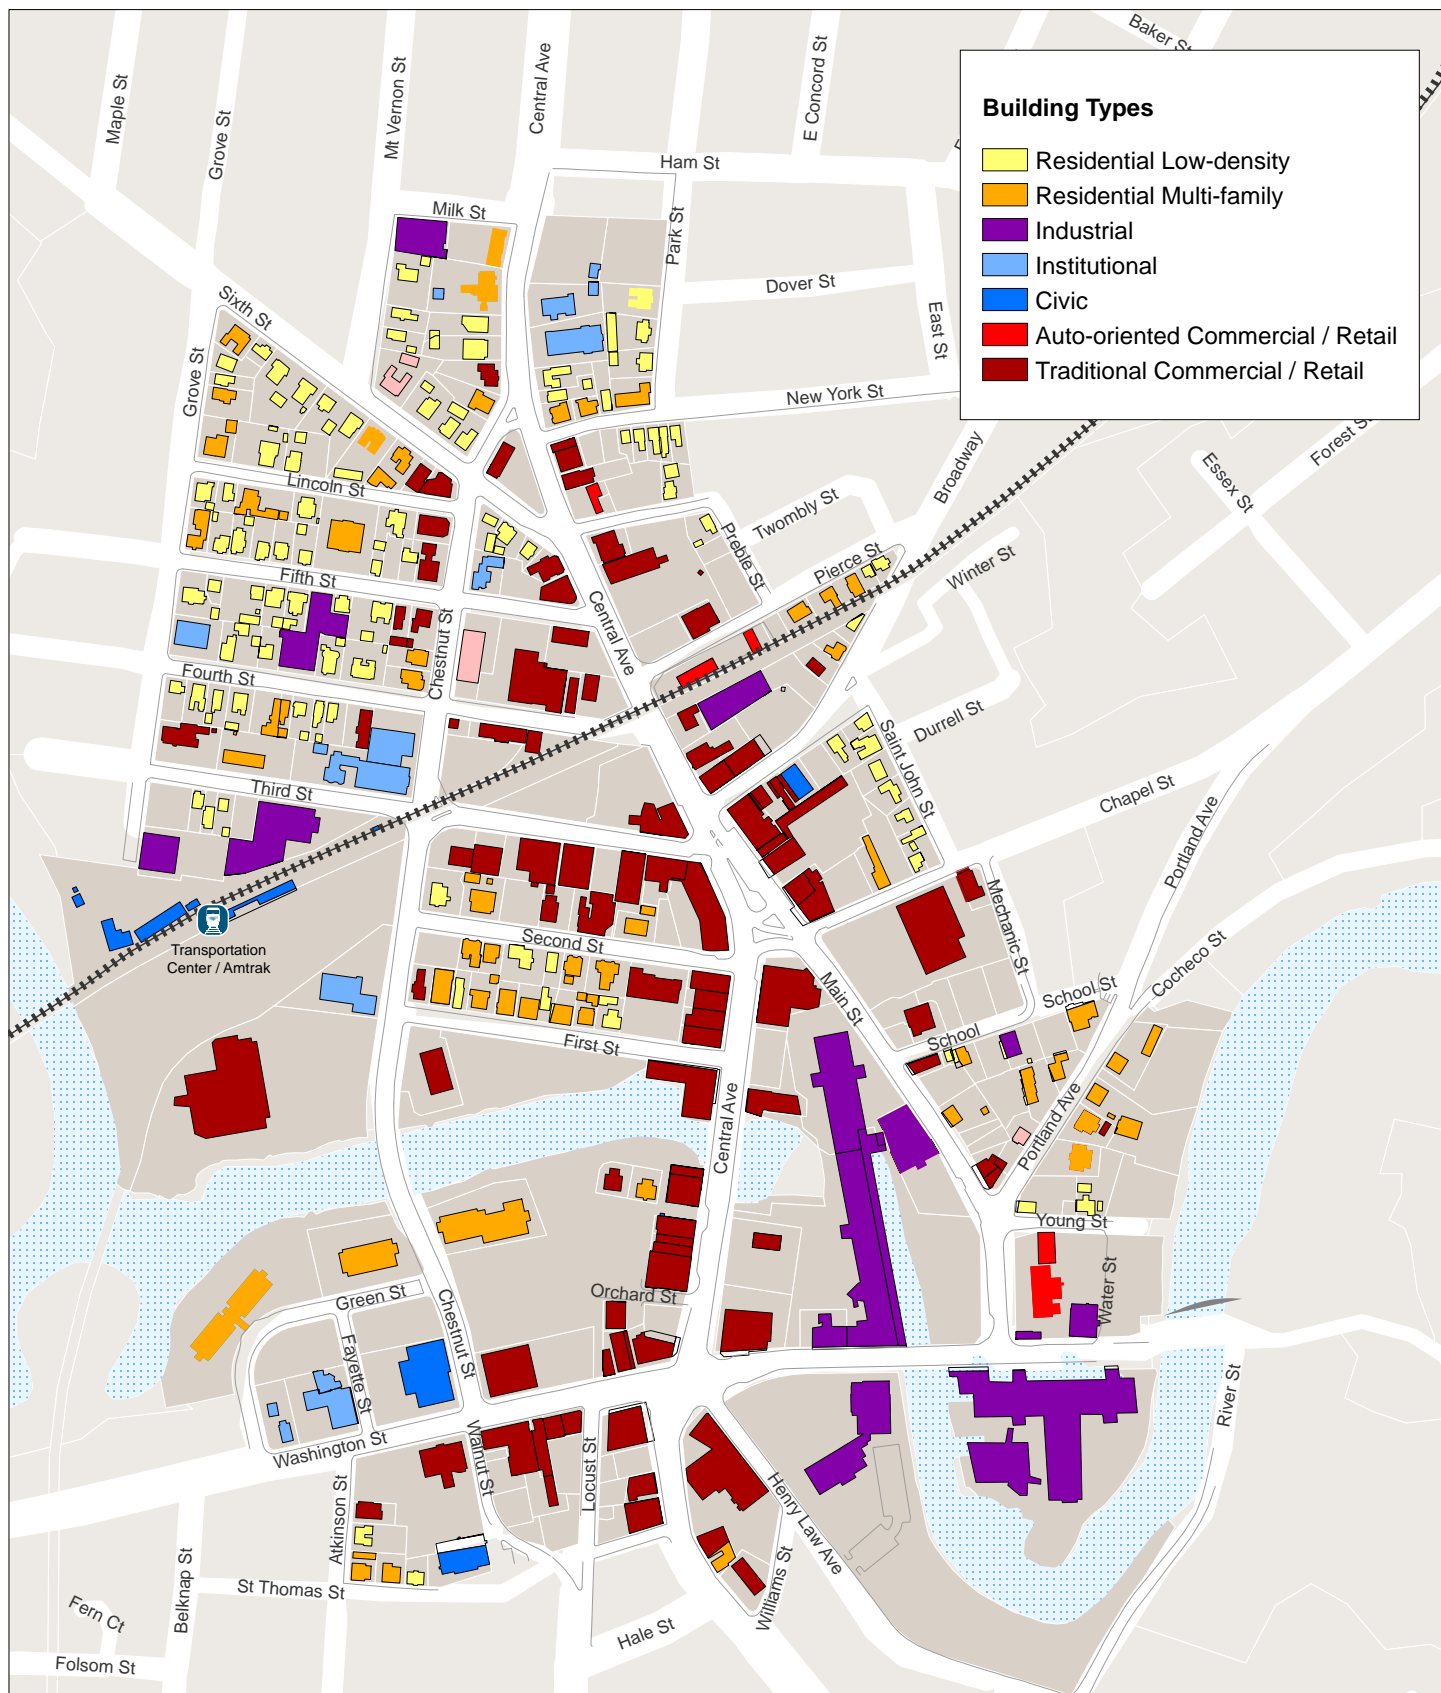 Baker St
Maple St
Grove St
Mt Vernon St
Central Ave
E Concord St
Building Types
Residential Low-density
Residential Multi-family
Industrial
Institutional
Civic
Auto-oriented Commercial / Retail
Traditional Commercial / Retail
Ham St
Milk St
Park St
Dover St
East St
Sixth St
Grove St
New York St
Broadway
Forest St
Essex St
Lincoln St
Twombly St
Preble St
Pierce St
Winter St
Fifth St
Chestnut St
Central Ave
Fourth St
Saint John St
Durrell St
Third St
Chapel St
Portland Ave
Mechanic St
Second St
Transportation
Center / Amtrak
Main St
School St
Cocheco St
School
First St
Central Ave
Portland Ave
Young St
Water St
Orchard St
Green St
Chestnut St
Fayette St
River St
Washington St
Walnut St
Locust St
Atkinson St
Henry Law Ave
Williams St
Belknap St
St Thomas St
Fern Ct
Hale St
Folsom St